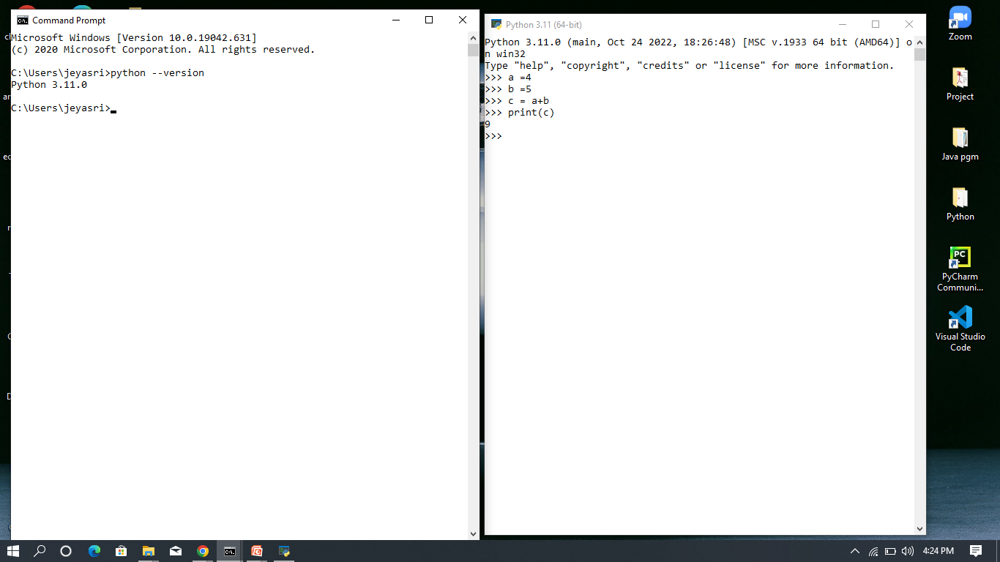 Command Prompt
Microsoft Windows [Version 10.0.19042.631]
(c) 2020 Microsoft Corporation. All rights reserved.
C:\Users\jeyasri>python --version
Python 3.11.0
C:\Users\jeyasri>
Python 3.11 (64-bit)
Python 3.11.0 (main, Oct 24 2022, 18:26:48) [MSC v.1933 64 bit (AMD64)] o
n win32
Type "help", "copyright", "credits" or "license" for more information.
>>> a =4
>>> b =5
>>> c = a+b
>>> print(c)
9
>>>
Zoom
Project
Java pgm
Python
PC
PyCharm
Communi...
Visual Studio
Code
4:24 PM